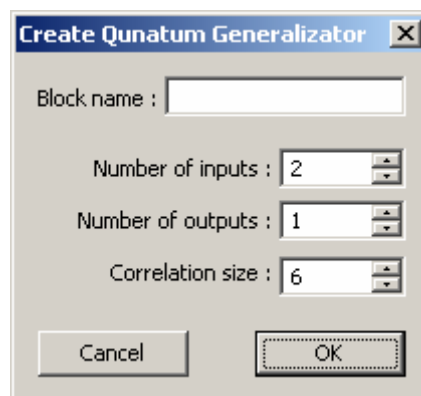 Create Qunatum Generalizator
Block name :
Number of inputs : 2
Number of outputs : 1
Correlation size : 6
Cancel OK